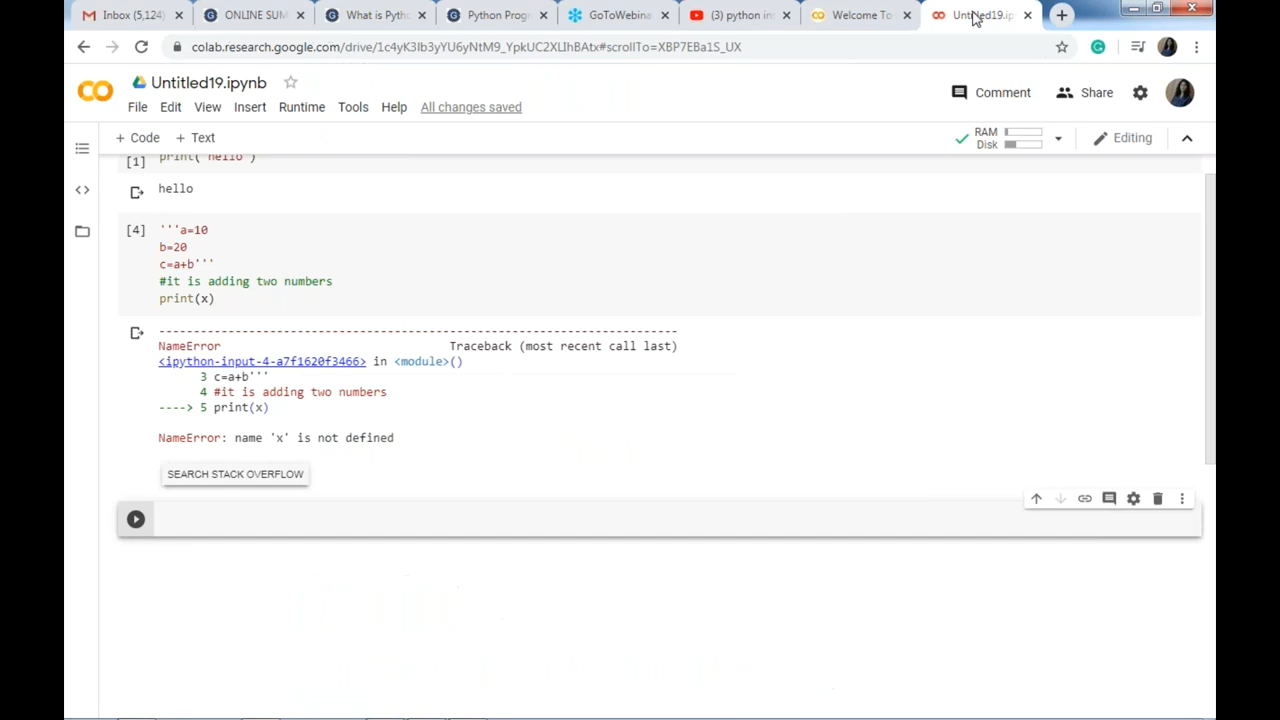 Inbox (5,124)
ONLINE SUM
What is Pyth
Python Prog
GoToWebina
(3) python in
Welcome To
Untitled19.ip
colab.research.google.com/drive/1c4yK3Ib3yYU6yNtM9_YpkUC2XLIhBAtx#scrollTo=XBP7EBa1S_UX
Untitled19.ipynb
File Edit View Insert Runtime Tools Help All changes saved
Comment Share
+ Code + Text
RAM
Disk
Editing
[1] print('hello')
hello
[4] '''a=10
b=20
c=a+b'''
#it is adding two numbers
print(x)
---------------------------------------------------------------------------
NameError Traceback (most recent call last)
<ipython-input-4-a7f1620f3466> in <module>()
3 c=a+b'''
4 #it is adding two numbers
----> 5 print(x)
NameError: name 'x' is not defined
SEARCH STACK OVERFLOW